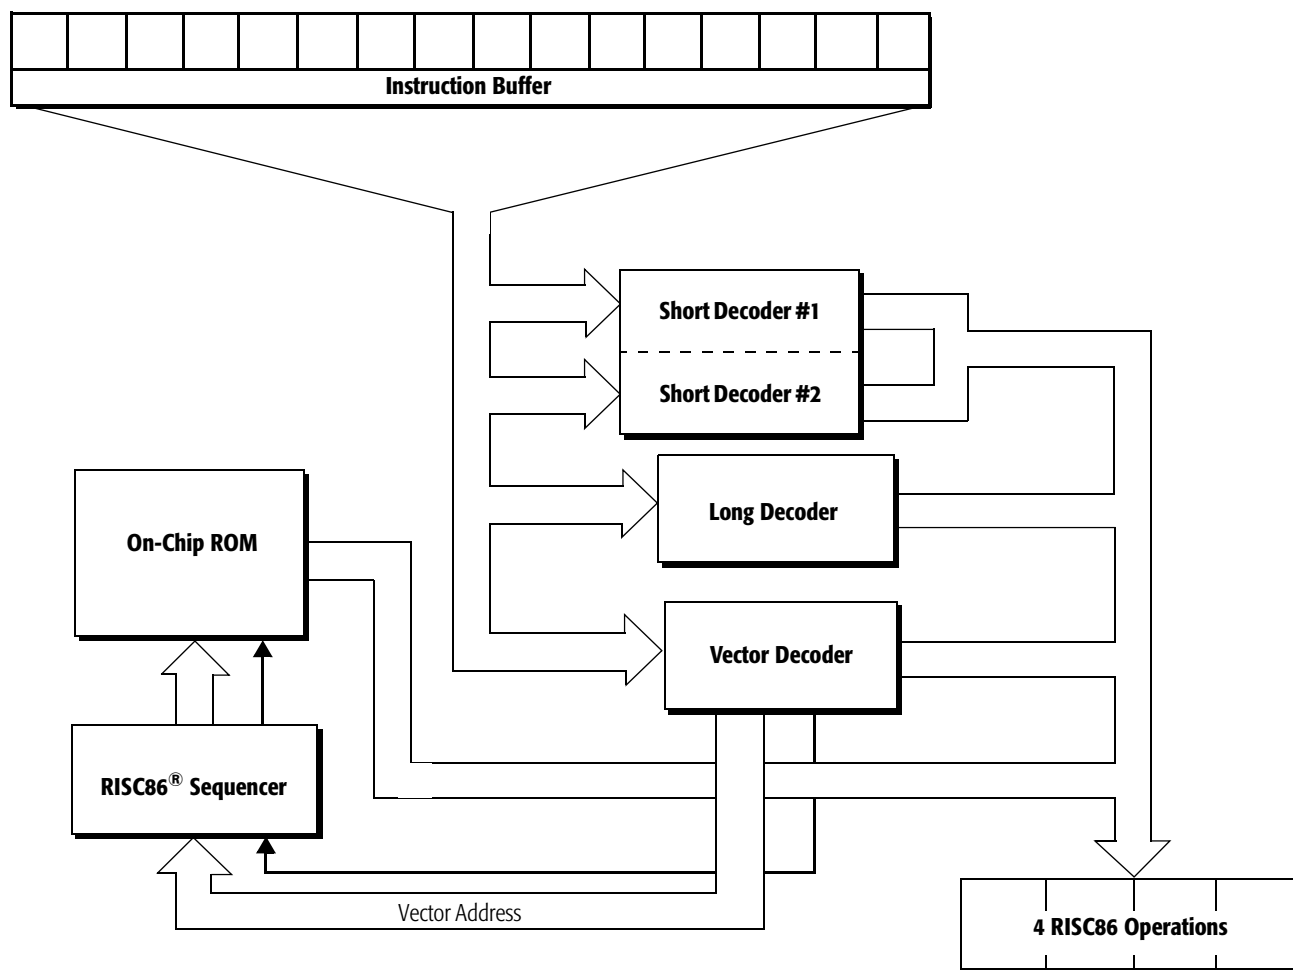 Instruction Buffer
Short Decoder #1
Short Decoder #2
Long Decoder
On-Chip ROM
Vector Decoder
RISC86® Sequencer
Vector Address
4 RISC86 Operations